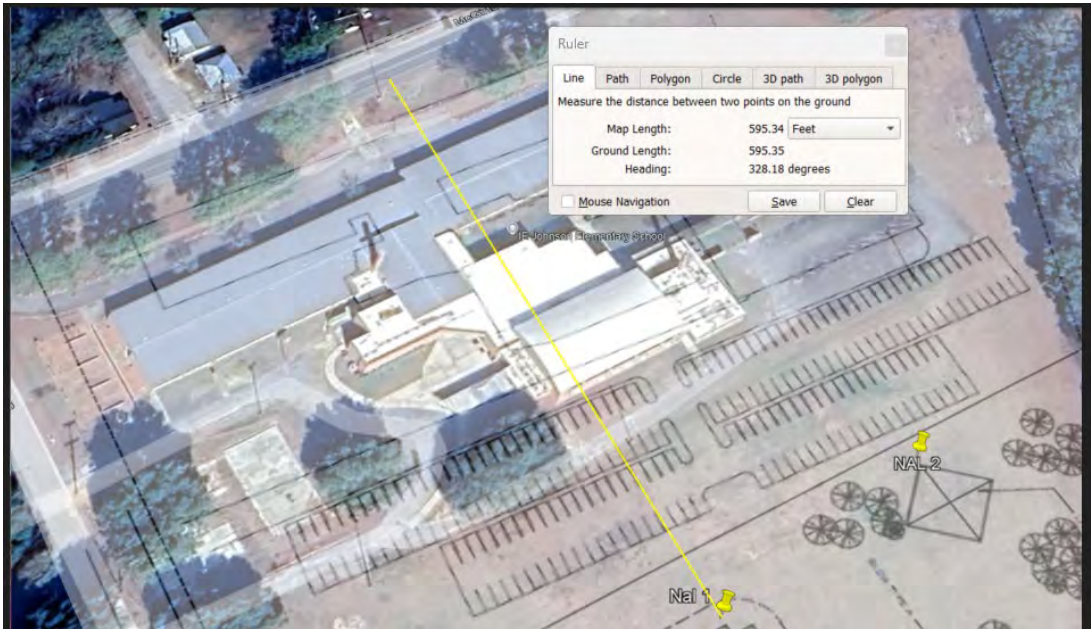 Ruler
Line Path Polygon Circle 3D path 3D polygon
Measure the distance between two points on the ground
Map Length: 595.34 Feet
Ground Length: 595.35
Heading: 328.18 degrees
Mouse Navigation Save Clear
Johnson Elementary School
NAL 2
Nal 1